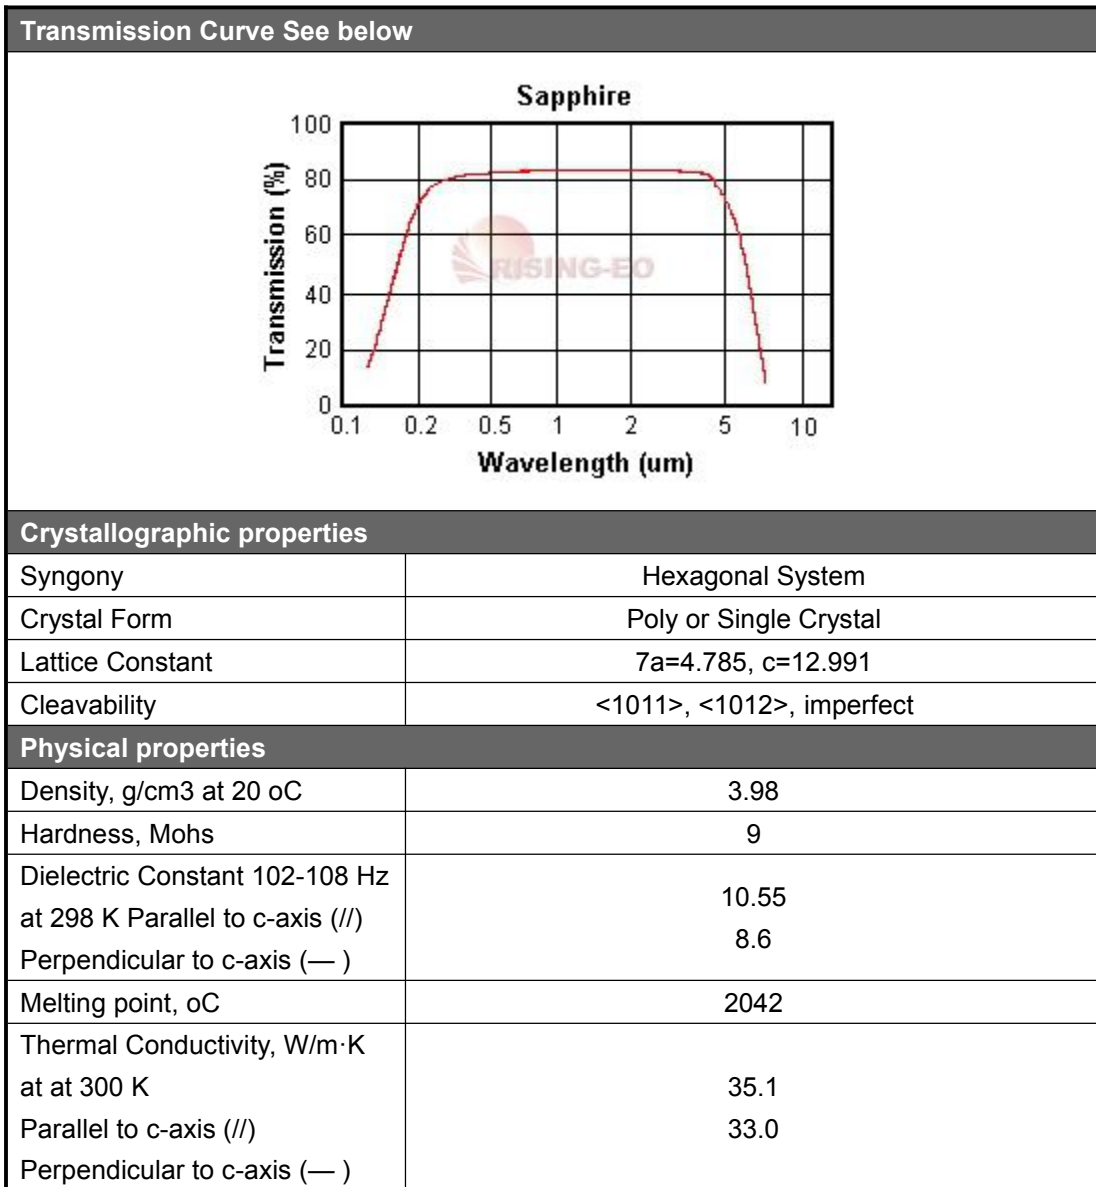 Transmission Curve See below
Sapphire
100
80
60
40
20
0
Transmission (%)
RISING-EO
0.1 0.2 0.5 1 2 5 10
Wavelength (um)
Crystallographic properties
Syngony Hexagonal System
Crystal Form Poly or Single Crystal
Lattice Constant 7a=4.785, c=12.991
Cleavability <1011>, <1012>, imperfect
Physical properties
Density, g/cm3 at 20 oC 3.98
Hardness, Mohs 9
Dielectric Constant 102-108 Hz
at 298 K Parallel to c-axis (//)
Perpendicular to c-axis (— )
10.55
8.6
Melting point, oC 2042
Thermal Conductivity, W/m·K
at at 300 K
Parallel to c-axis (//)
Perpendicular to c-axis (— )
35.1
33.0